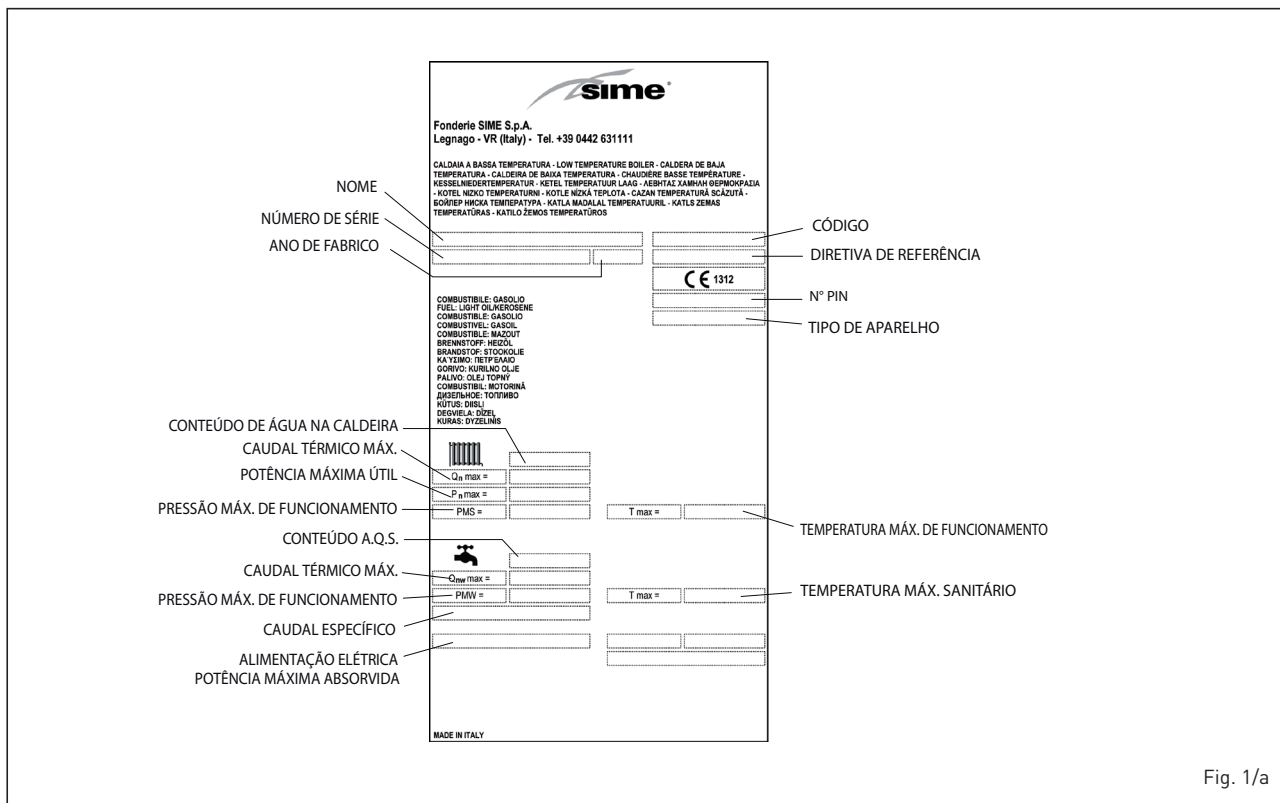 sime®
Fonderie SIME S.p.A.
Legnago - VR (Italy) - Tel. +39 0442 631111
CALDAIA A BASSA TEMPERATURA - LOW TEMPERATURE BOILER - CALDERA DE BAJA
TEMPERATURA - CALDEIRA DE BAIXA TEMPERATURA - CHAUDIÈRE BASSE TEMPÉRATURE -
KESSELNIEDERTEMPERATUR - KETEL TEMPERATUUR LAAG - ΛΕΒΗΤΑΣ ΧΑΜΗΛΗ ΘΕΡΜΟΚΡΑΣΙΑ
- KOTEL NIZKO TEMPERATURNI - KOTLE NÍZKÁ TEPLOTA - CAZAN TEMPERATURĂ SCĂZUTĂ -
БОЙЛЕР НИСКА ТЕМПЕРАТУРА - KATLA MADALAL TEMPERATUURIL - KATLS ZEMAS
TEMPERATŪRAS - KATILO ŽEMOS TEMPERATŪROS
NOME
NÚMERO DE SÉRIE
ANO DE FABRICO
CÓDIGO
DIRETIVA DE REFERÊNCIA
CE 1312
N° PIN
TIPO DE APARELHO
COMBUSTIBILE: GASOLIO
FUEL: LIGHT OIL/KEROSENE
COMBUSTIBLE: GASOLIO
COMBUSTIVEL: GASOIL
COMBUSTIBLE: MAZOUT
BRENNSTOFF: HEIZÖL
BRANDSTOF: STOOKOLIE
ΚΑΎΣΙΜΟ: ΠΕΤΡΈΛΑΙΟ
GORIVO: KURILNO OLJE
PALIVO: OLEJ TOPNÝ
COMBUSTIBIL: MOTORINĂ
ДИЗЕЛЬНОЕ: ТОПЛИВО
KÜTUS: DIISLI
DEGVIELA: DĪZEĻ
KURAS: DYZELINIS
CONTEÚDO DE ÁGUA NA CALDEIRA
CAUDAL TÉRMICO MÁX.
Qn max =
POTÊNCIA MÁXIMA ÚTIL
Pn max =
PRESSÃO MÁX. DE FUNCIONAMENTO
PMS =
T max =
TEMPERATURA MÁX. DE FUNCIONAMENTO
CONTEÚDO A.Q.S.
CAUDAL TÉRMICO MÁX.
Qnw max =
PRESSÃO MÁX. DE FUNCIONAMENTO
PMW =
T max =
TEMPERATURA MÁX. SANITÁRIO
CAUDAL ESPECÍFICO
ALIMENTAÇÃO ELÉTRICA
POTÊNCIA MÁXIMA ABSORVIDA
MADE IN ITALY
Fig. 1/a